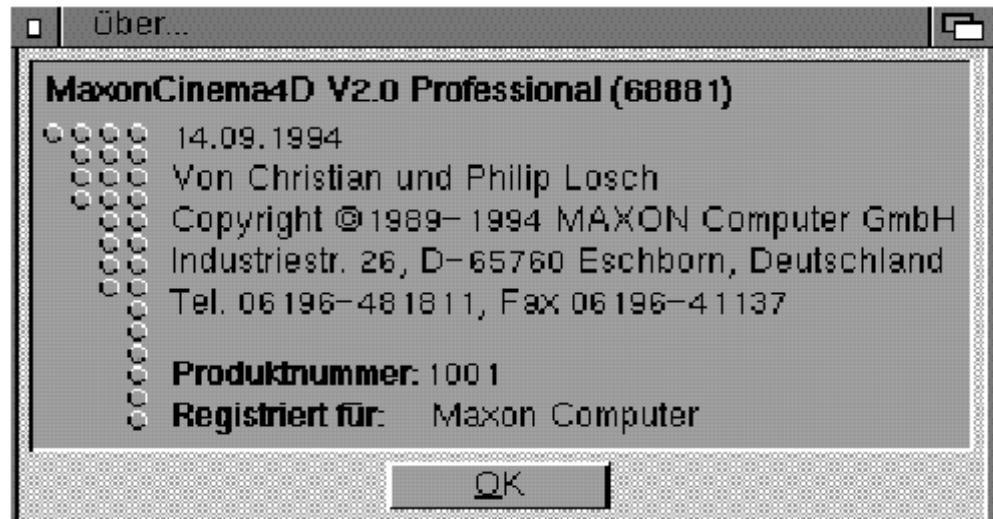 Über...
MaxonCinema4D V2.0 Professional (68881)
14.09.1994
Von Christian und Philip Losch
Copyright ©1989-1994 MAXON Computer GmbH
Industriestr. 26, D-65760 Eschborn, Deutschland
Tel. 06196-481811, Fax 06196-41137
Produktnummer: 1001
Registriert für: Maxon Computer
OK